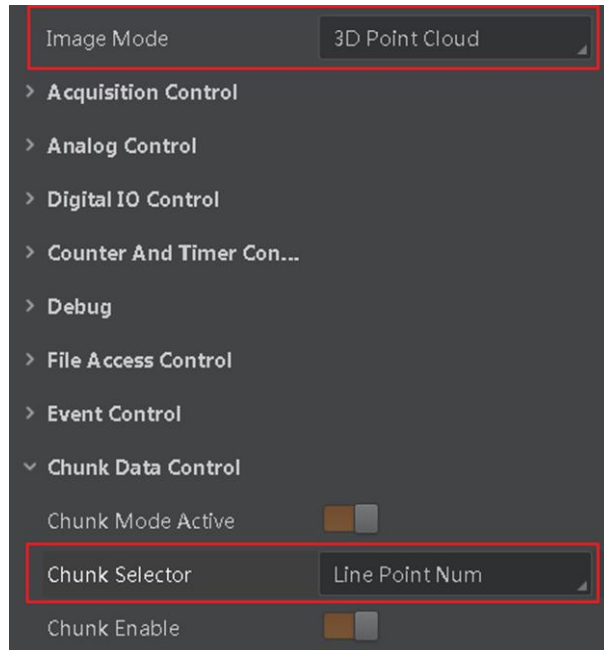 Image Mode 3D Point Cloud
Acquisition Control
Analog Control
Digital IO Control
Counter And Timer Con...
Debug
File Access Control
Event Control
Chunk Data Control
Chunk Mode Active
Chunk Selector Line Point Num
Chunk Enable